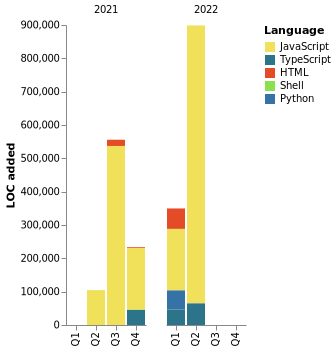 2021 2022
900,000
800,000
700,000
600,000
500,000
400,000
300,000
200,000
100,000
0
LOC added
Q1 Q2 Q3 Q4 Q1 Q2 Q3 Q4
Language
JavaScript
TypeScript
HTML
Shell
Python